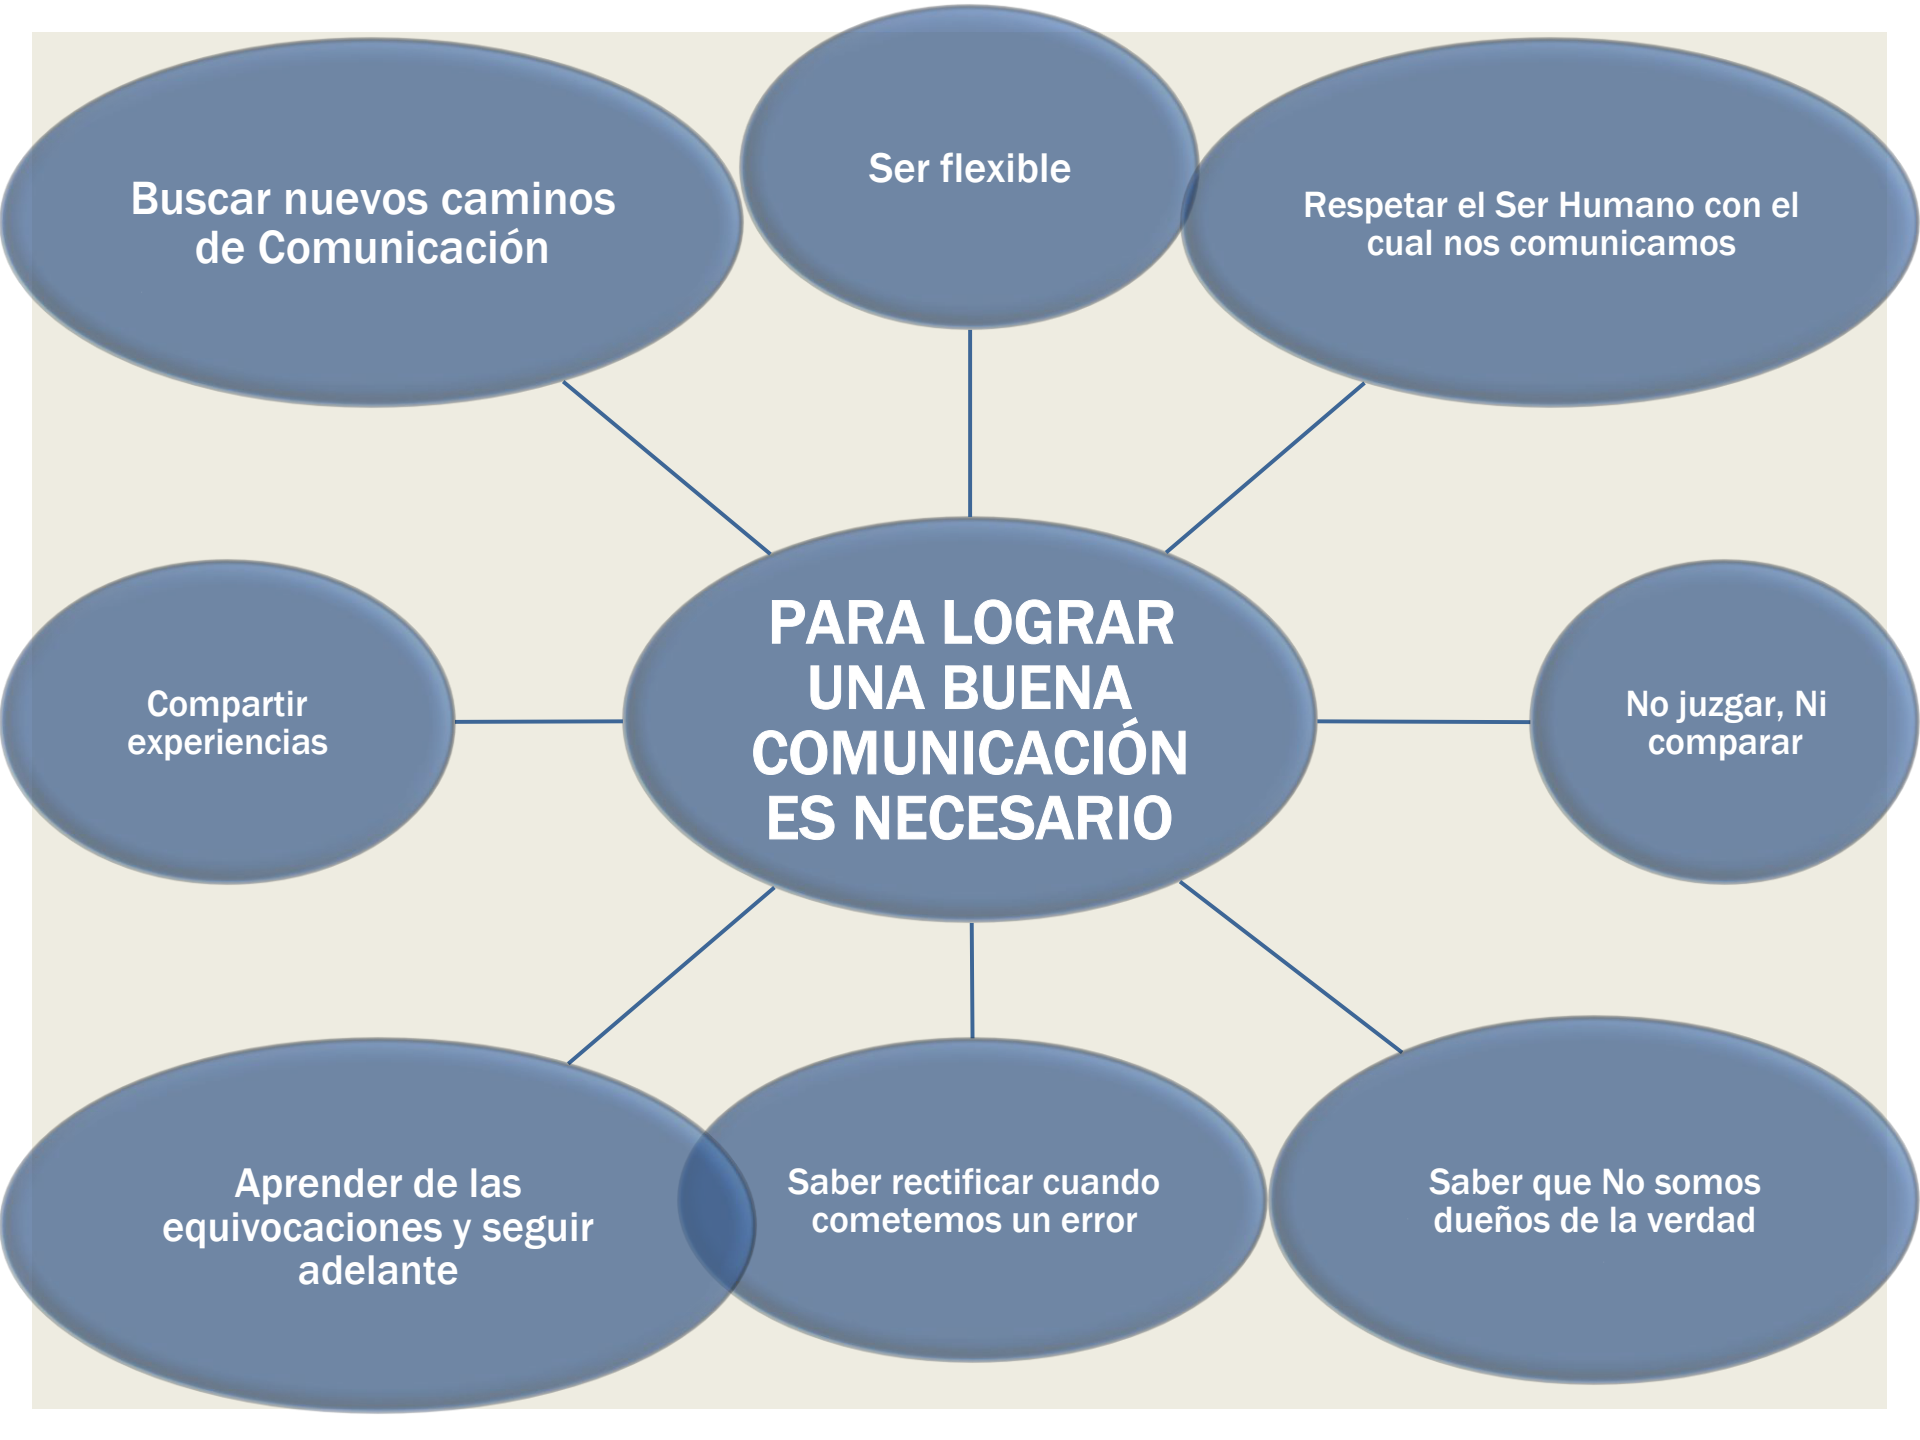 Buscar nuevos caminos
de Comunicación
Ser flexible
Respetar el Ser Humano con el
cual nos comunicamos
Compartir
experiencias
PARA LOGRAR
UNA BUENA
COMUNICACIÓN
ES NECESARIO
No juzgar, Ni
comparar
Aprender de las
equivocaciones y seguir
adelante
Saber rectificar cuando
cometemos un error
Saber que No somos
dueños de la verdad